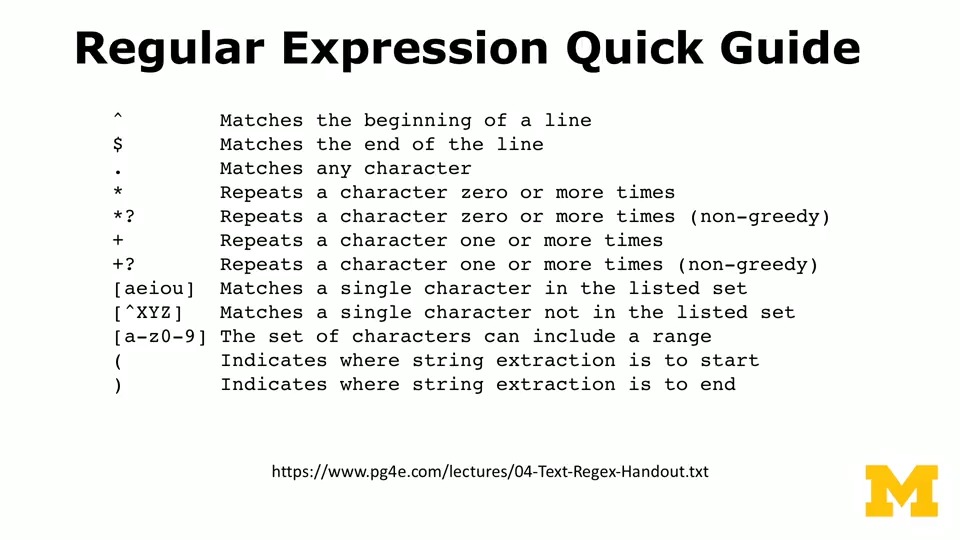 Regular Expression Quick Guide
^ Matches the beginning of a line
$ Matches the end of the line
. Matches any character
* Repeats a character zero or more times
*? Repeats a character zero or more times (non-greedy)
+ Repeats a character one or more times
+? Repeats a character one or more times (non-greedy)
[aeiou] Matches a single character in the listed set
[^XYZ] Matches a single character not in the listed set
[a-z0-9] The set of characters can include a range
( Indicates where string extraction is to start
) Indicates where string extraction is to end
https://www.pg4e.com/lectures/04-Text-Regex-Handout.txt
M